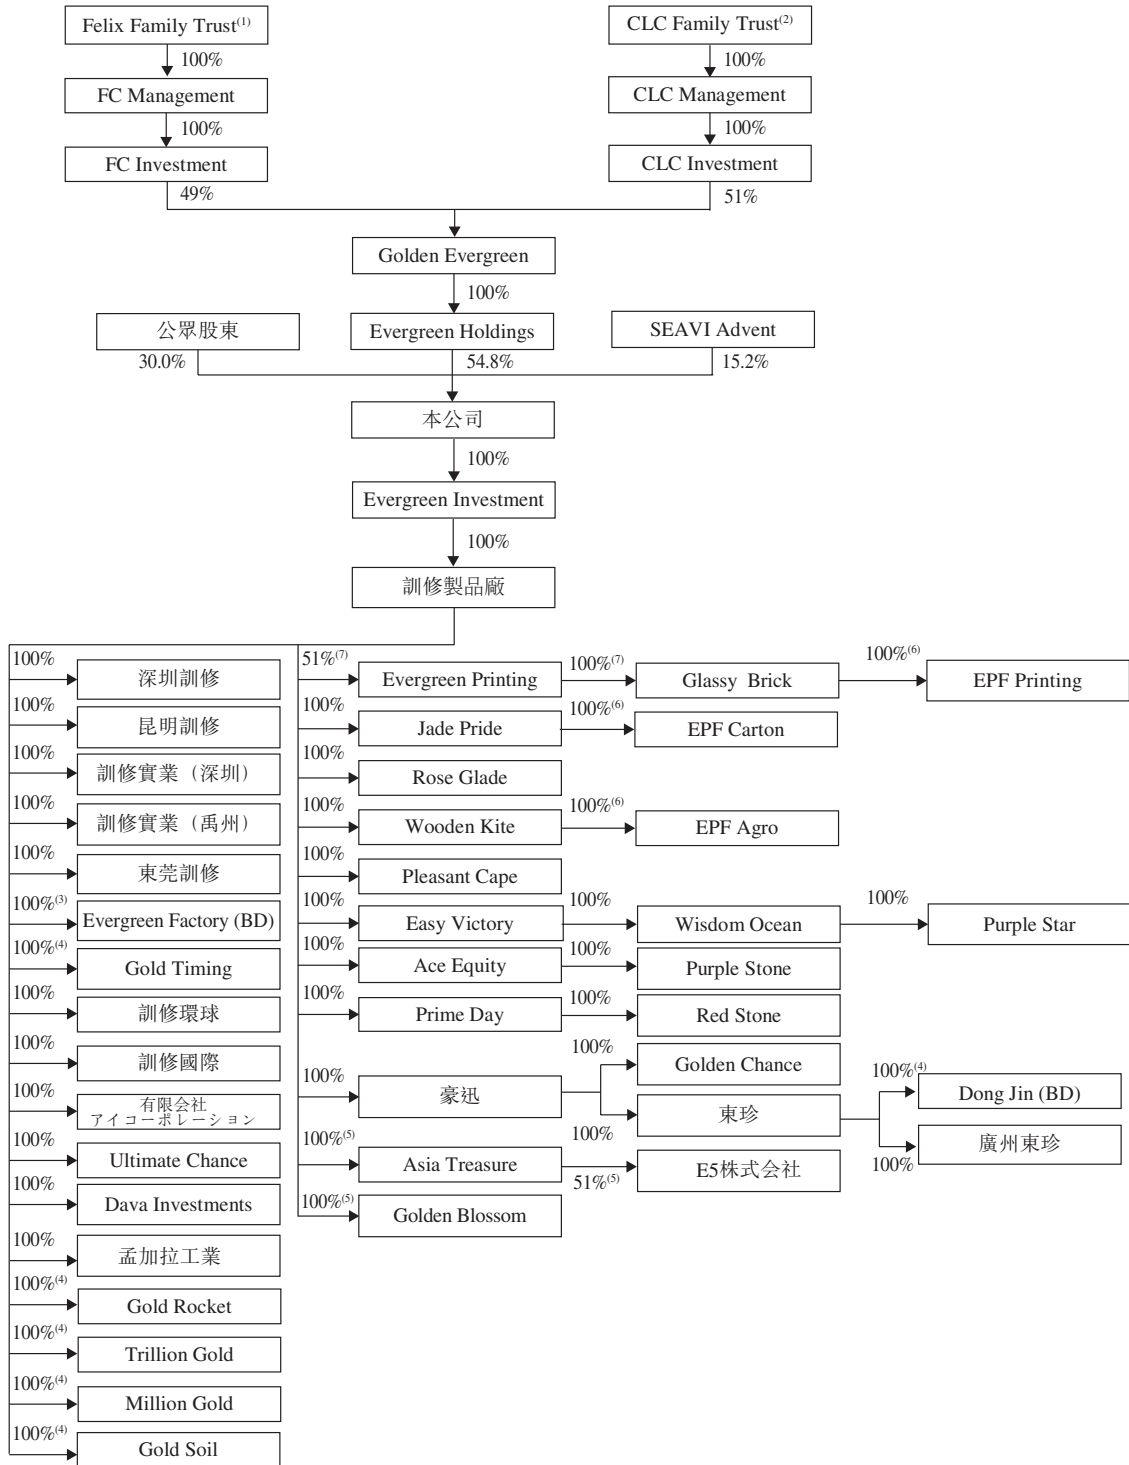 Felix Family Trust(1)
CLC Family Trust(2)
100%
100%
FC Management
CLC Management
100%
100%
FC Investment
CLC Investment
49%
51%
Golden Evergreen
100%
公眾股東
Evergreen Holdings
SEAVI Advent
30.0%
54.8%
15.2%
本公司
100%
Evergreen Investment
100%
訓修製品廠
100%
深圳訓修
100%
昆明訓修
100%
訓修實業（深圳）
100%
訓修實業（禹州）
100%
東莞訓修
100%(3)
Evergreen Factory (BD)
100%(4)
Gold Timing
100%
訓修環球
100%
訓修國際
100%
有限会社
アイコーポレーション
100%
Ultimate Chance
100%
Dava Investments
100%
孟加拉工業
100%(4)
Gold Rocket
100%(4)
Trillion Gold
100%(4)
Million Gold
100%(4)
Gold Soil
51%(7)
Evergreen Printing
100%(7)
Glassy Brick
100%(6)
EPF Printing
100%
Jade Pride
100%(6)
EPF Carton
100%
Rose Glade
100%
Wooden Kite
100%(6)
EPF Agro
100%
Pleasant Cape
100%
Easy Victory
100%
Wisdom Ocean
100%
Purple Star
100%
Ace Equity
100%
Purple Stone
100%
Prime Day
100%
Red Stone
100%
豪迅
100%
Golden Chance
100%
東珍
100%(4)
Dong Jin (BD)
100%
廣州東珍
100%(5)
Asia Treasure
51%(5)
E5株式会社
100%(5)
Golden Blossom